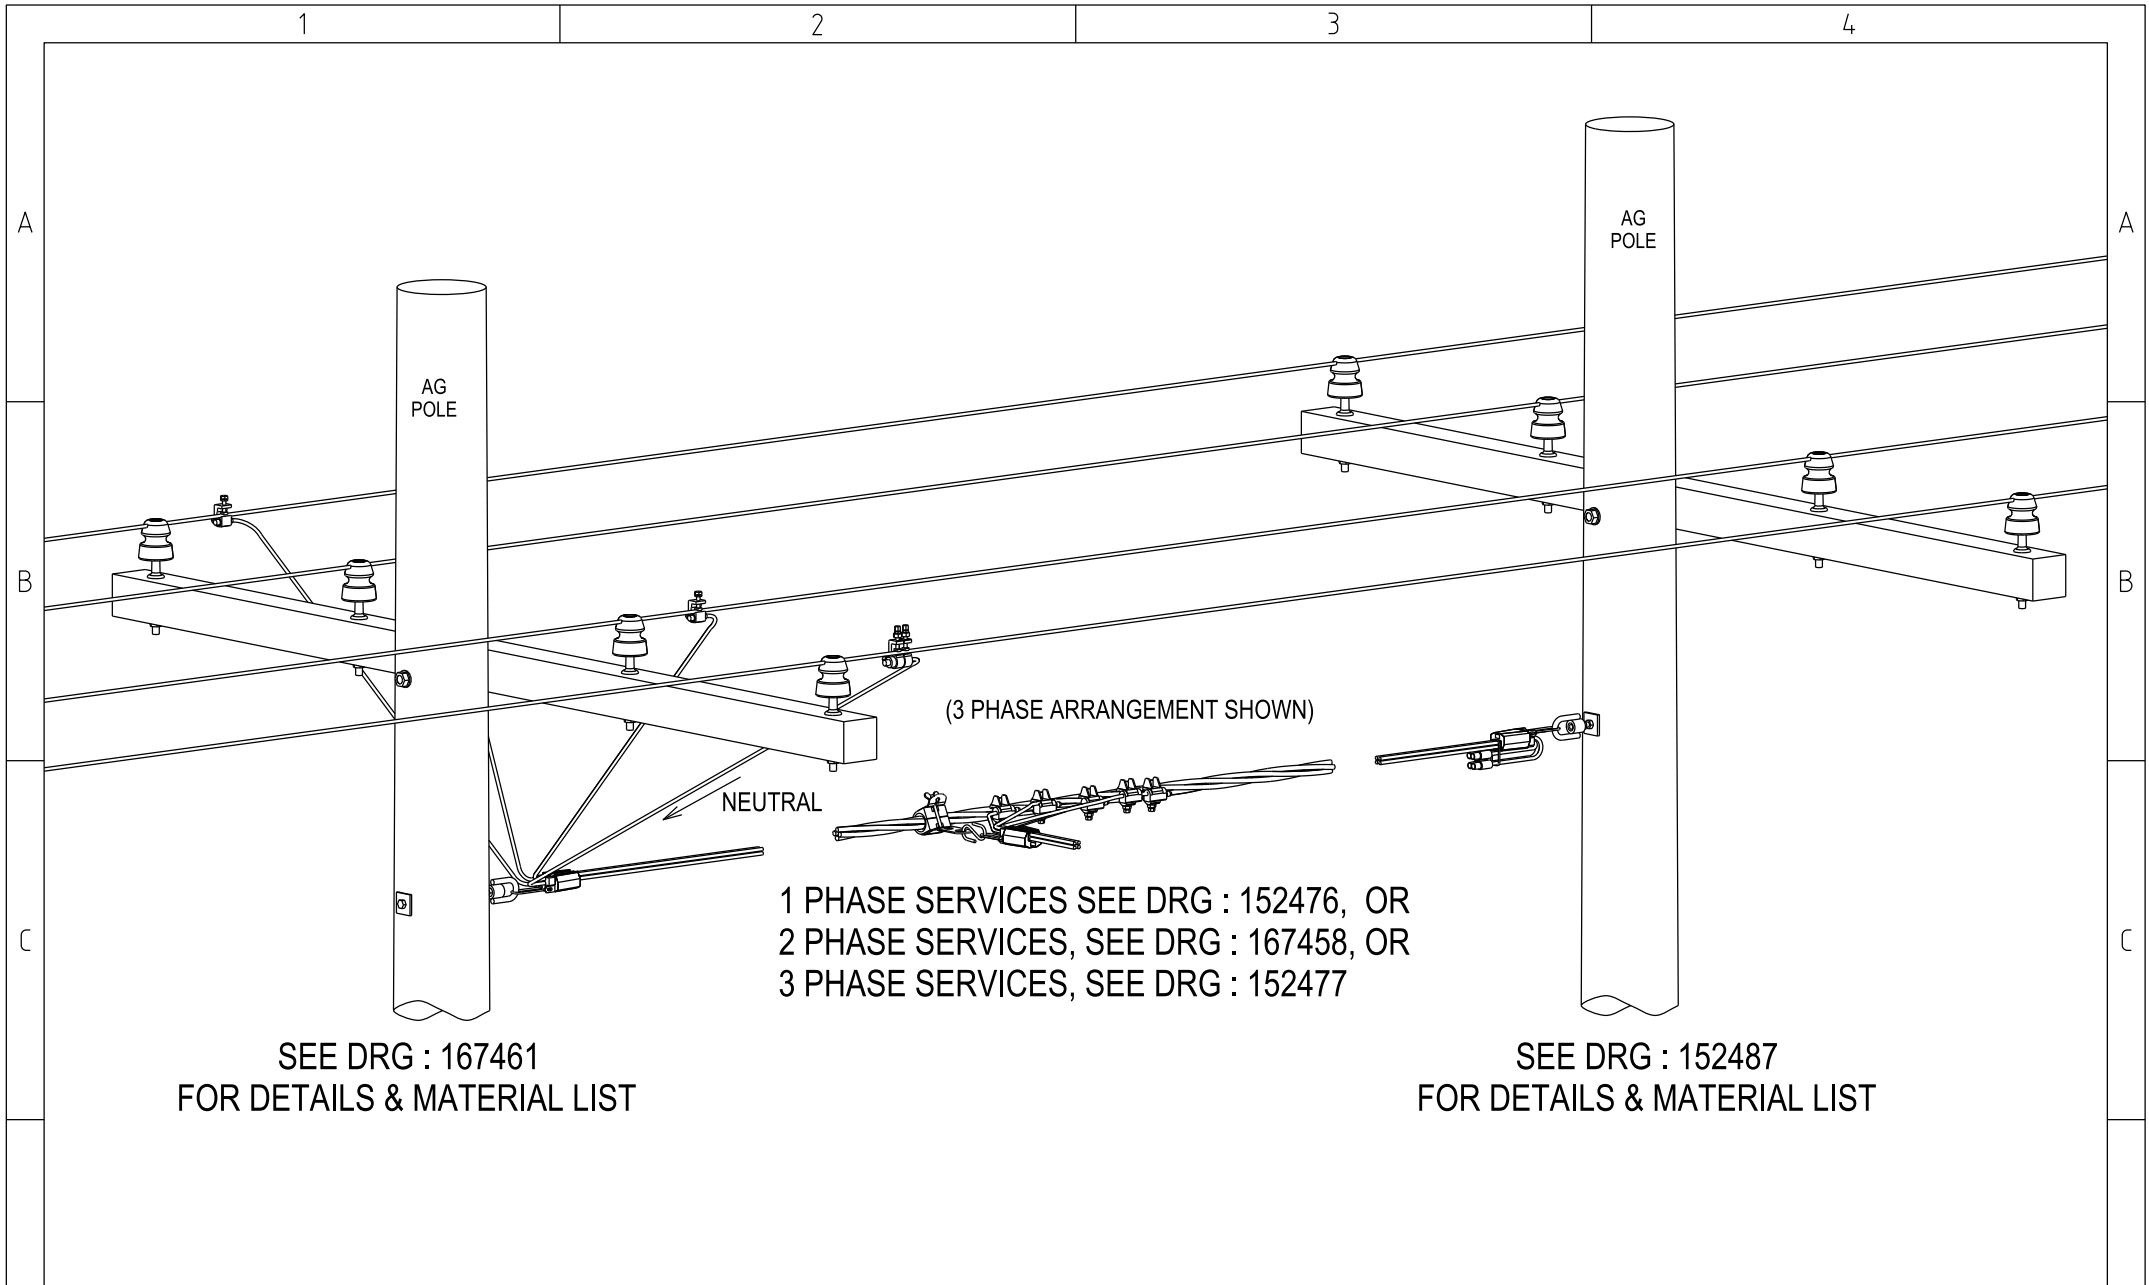 1 2 3 4
A A
AG
POLE
AG
POLE
B B
(3 PHASE ARRANGEMENT SHOWN)
NEUTRAL
1 PHASE SERVICES SEE DRG : 152476, OR
2 PHASE SERVICES, SEE DRG : 167458, OR
3 PHASE SERVICES, SEE DRG : 152477
C C
SEE DRG : 167461
FOR DETAILS & MATERIAL LIST
SEE DRG : 152487
FOR DETAILS & MATERIAL LIST